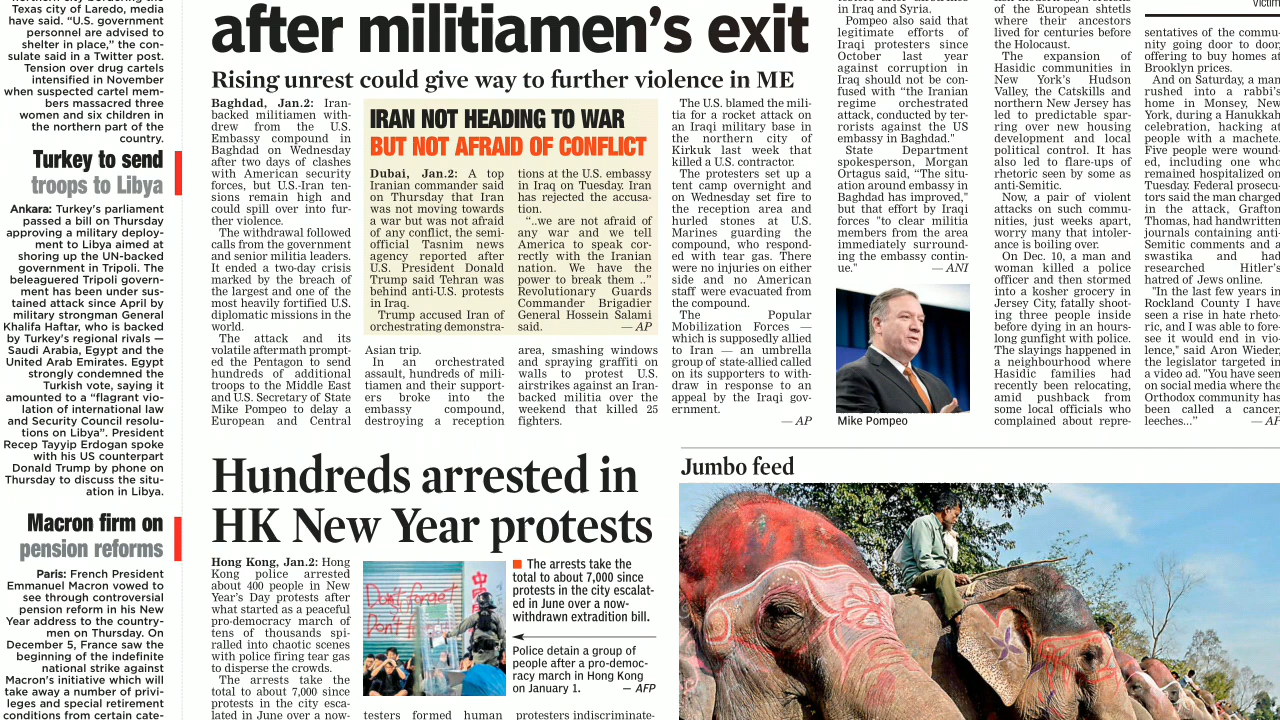 northern city bordering the
Texas city of Laredo, media
have said. “U.S. government
personnel are advised to
shelter in place,” the con-
sulate said in a Twitter post.
Tension over drug cartels
intensified in November
when suspected cartel mem-
bers massacred three
women and six children in
the northern part of the
country.
Turkey to send
troops to Libya
Ankara: Turkey's parliament
passed a bill on Thursday
approving a military deploy-
ment to Libya aimed at
shoring up the UN-backed
government in Tripoli. The
beleaguered Tripoli govern-
ment has been under sus-
tained attack since April by
military strongman General
Khalifa Haftar, who is backed
by Turkey's regional rivals —
Saudi Arabia, Egypt and the
United Arab Emirates. Egypt
strongly condemned the
Turkish vote, saying it
amounted to a “flagrant vio-
lation of international law
and Security Council resolu-
tions on Libya”. President
Recep Tayyip Erdogan spoke
with his US counterpart
Donald Trump by phone on
Thursday to discuss the situ-
ation in Libya.
Macron firm on
pension reforms
Paris: French President
Emmanuel Macron vowed to
see through controversial
pension reform in his New
Year address to the country-
men on Thursday. On
December 5, France saw the
beginning of the indefinite
national strike against
Macron's initiative which will
take away a number of privi-
leges and special retirement
conditions from certain cate-
after militiamen's exit
Rising unrest could give way to further violence in ME
Baghdad, Jan.2: Iran-
backed militiamen with-
drew from the U.S.
Embassy compound in
Baghdad on Wednesday
after two days of clashes
with American security
forces, but U.S-Iran ten-
sions remain high and
could spill over into fur-
ther violence.
The withdrawal followed
calls from the government
and senior militia leaders.
It ended a two-day crisis
marked by the breach of
the largest and one of the
most heavily fortified U.S.
diplomatic missions in the
world.
The attack and its
volatile aftermath prompt-
ed the Pentagon to send
hundreds of additional
troops to the Middle East
and U.S. Secretary of State
Mike Pompeo to delay a
European and Central
IRAN NOT HEADING TO WAR
BUT NOT AFRAID OF CONFLICT
Dubai, Jan.2: A top
Iranian commander said
on Thursday that Iran
was not moving towards
a war but was not afraid
of any conflict, the semi-
official Tasnim news
agency reported after
U.S. President Donald
Trump said Tehran was
behind anti-U.S. protests
in Iraq.
Trump accused Iran of
orchestrating demonstra-
tions at the U.S. embassy
in Iraq on Tuesday. Iran
has rejected the accusa-
tion.
“..we are not afraid of
any war and we tell
America to speak cor-
rectly with the Iranian
nation. We have the
power to break them ..”
Revolutionary Guards
Commander Brigadier
General Hossein Salami
said. — AP
Asian trip.
In an orchestrated
assault, hundreds of mili-
tiamen and their support-
ers broke into the
embassy compound,
destroying a reception
area, smashing windows
and spraying graffiti on
walls to protest U.S.
airstrikes against an Iran-
backed militia over the
weekend that killed 25
fighters.
The U.S. blamed the mili-
tia for a rocket attack on
an Iraqi military base in
the northern city of
Kirkuk last week that
killed a U.S. contractor.
The protesters set up a
tent camp overnight and
on Wednesday set fire to
the reception area and
hurled stones at U.S.
Marines guarding the
compound, who respond-
ed with tear gas. There
were no injuries on either
side and no American
staff were evacuated from
the compound.
The Popular
Mobilization Forces —
which is supposedly allied
to Iran — an umbrella
group of state-allied called
on its supporters to with-
draw in response to an
appeal by the Iraqi gov-
ernment.
— AP
in Iraq and Syria.
Pompeo also said that
legitimate efforts of
Iraqi protesters since
October last year
against corruption in
Iraq should not be con-
fused with “the Iranian
regime orchestrated
attack, conducted by ter-
rorists against the US
embassy in Baghdad.”
State Department
spokesperson, Morgan
Ortagus said, “The situ-
ation around embassy in
Baghdad has improved,”
but that effort by Iraqi
forces "to clear militia
members from the area
immediately surround-
ing the embassy contin-
ue." — ANI
Mike Pompeo
of the European shtetls
where their ancestors
lived for centuries before
the Holocaust.
The expansion of
Hasidic communities in
New York's Hudson
Valley, the Catskills and
northern New Jersey has
led to predictable spar-
ring over new housing
development and local
political control. It has
also led to flare-ups of
rhetoric seen by some as
anti-Semitic.
Now, a pair of violent
attacks on such commu-
nities, just weeks apart,
worry many that intoler-
ance is boiling over.
On Dec. 10, a man and
woman killed a police
officer and then stormed
into a kosher grocery in
Jersey City, fatally shoot-
ing three people inside
before dying in an hours-
long gunfight with police.
The slayings happened in
a neighbourhood where
Hasidic families had
recently been relocating,
amid pushback from
some local officials who
complained about repre-
Victim
sentatives of the commu-
nity going door to door
offering to buy homes at
Brooklyn prices.
And on Saturday, a man
rushed into a rabbi's
home in Monsey, New
York, during a Hanukkah
celebration, hacking at
people with a machete.
Five people were wound-
ed, including one who
remained hospitalized on
Tuesday. Federal prosecu-
tors said the man charged
in the attack, Grafton
Thomas, had handwritten
journals containing anti-
Semitic comments and a
swastika and had
researched Hitler's
hatred of Jews online.
"In the last few years in
Rockland County I have
seen a rise in hate rheto-
ric, and I was able to fore-
see it would end in vio-
lence," said Aron Wieder
the legislator targeted in
a video ad. "You have seen
on social media where the
Orthodox community has
been called a cancer
leeches..." — AP
Hundreds arrested in
HK New Year protests
Hong Kong, Jan.2: Hong
Kong police arrested
about 400 people in New
Year's Day protests after
what started as a peaceful
pro-democracy march of
tens of thousands spi-
ralled into chaotic scenes
with police firing tear gas
to disperse the crowds.
The arrests take the
total to about 7,000 since
protests in the city esca-
lated in June over a now-
Don't forget
Don't
testers formed human
The arrests take the
total to about 7,000 since
protests in the city escalat-
ed in June over a now-
withdrawn extradition bill.
Police detain a group of
people after a pro-democ-
racy march in Hong Kong
on January 1. — AFP
protesters indiscriminate-
Jumbo feed